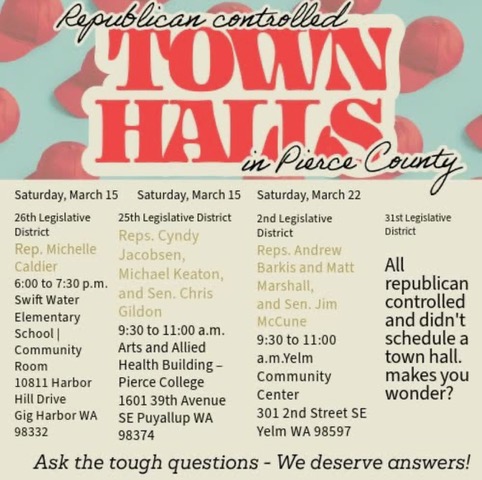 Republican controlled
TOWN
HALLS
in Pierce County
Saturday, March 15
26th Legislative
District
Rep. Michelle
Caldier
6:00 to 7:30 p.m.
Swift Water
Elementary
School |
Community
Room
10811 Harbor
Hill Drive
Gig Harbor WA
98332
Saturday, March 15
25th Legislative District
Reps. Cyndy
Jacobsen,
Michael Keaton,
and Sen. Chris
Gildon
9:30 to 11:00 a.m.
Arts and Allied
Health Building –
Pierce College
1601 39th Avenue
SE Puyallup WA
98374
Saturday, March 22
2nd Legislative
District
Reps. Andrew
Barkis and Matt
Marshall,
and Sen. Jim
McCune
9:30 to 11:00
a.m.Yelm
Community
Center
301 2nd Street SE
Yelm WA 98597
31st Legislative
District
All
republican
controlled
and didn't
schedule a
town hall.
makes you
wonder?
Ask the tough questions - We deserve answers!